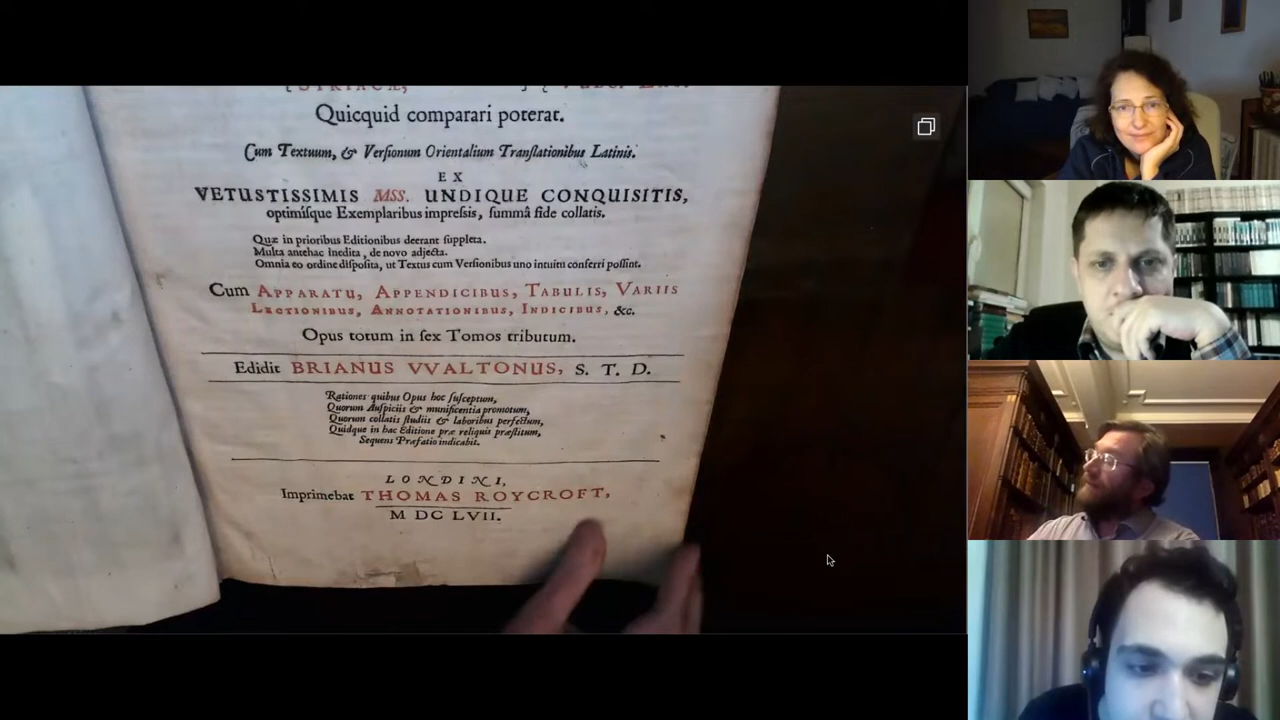 Quicquid comparari poterat.
Cum Textuum, & Versionum Orientalium Translationibus Latinis.
EX
VETUSTISSIMIS MSS. UNDIQUE CONQUISITIS,
optimisque Exemplaribus impressis, summâ fide collatis.
Quæ in prioribus Editionibus deerant suppleta.
Multa antehac inedita, de novo adjecta.
Omnia eo ordine disposita, ut Textus cum Versionibus uno intuitu conferri possint.
Cum APPARATU, APPENDICIBUS, TABULIS, VARIIS
LECTIONIBUS, ANNOTATIONIBUS, INDICIBUS, &c.
Opus totum in sex Tomos tributum.
Edidit BRIANUS VVALTONUS, S. T. D.
Rationes quibus Opus hoc susceptum,
Quorum Auspiciis & munificentia promotum,
Quorum collatis studiis & laboribus perfectum,
Quidque in hac Editione præ reliquis præstitum,
Sequens Præfatio indicabit.
LONDINI,
Imprimebat THOMAS ROYCROFT,
M DC LVII.